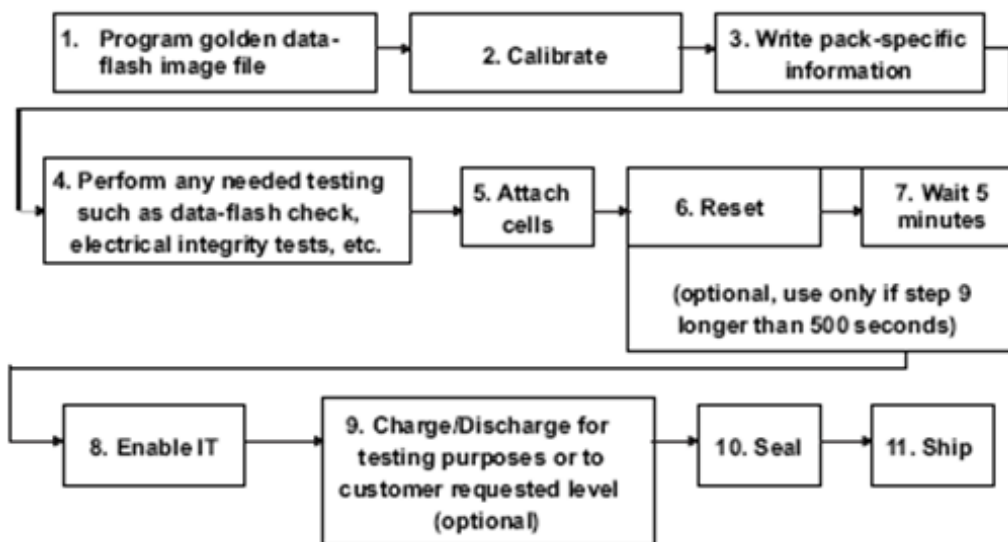 1. Program golden data-
flash image file
2. Calibrate
3. Write pack-specific
information
4. Perform any needed testing
such as data-flash check,
electrical integrity tests, etc.
5. Attach
cells
6. Reset
7. Wait 5
minutes
(optional, use only if step 9
longer than 500 seconds)
8. Enable IT
9. Charge/Discharge for
testing purposes or to
customer requested level
(optional)
10. Seal
11. Ship